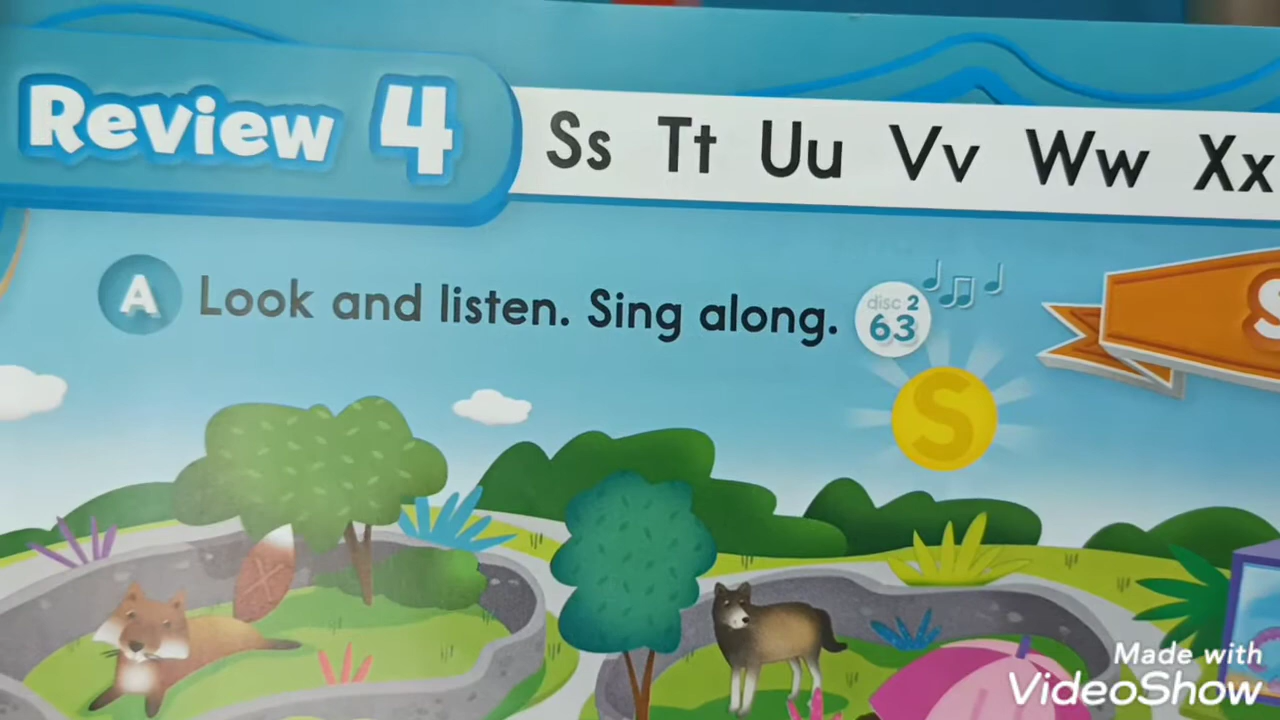 Review 4
Ss Tt Uu Vv Ww Xx
A Look and listen. Sing along. disc 2 63
S
S
X
Made with
VideoShow